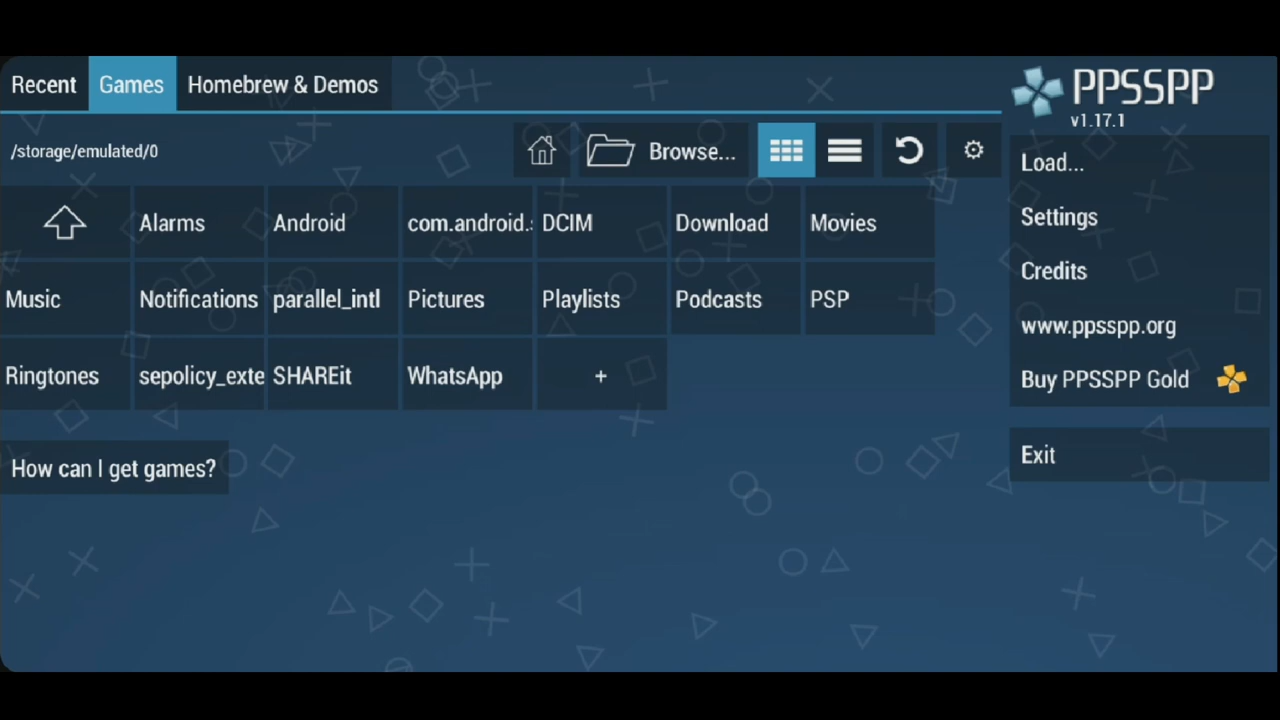 Recent Games Homebrew & Demos
PPSSPP
v1.17.1
/storage/emulated/0 Browse...
Alarms Android com.android.s DCIM Download Movies
Music Notifications parallel_intl Pictures Playlists Podcasts PSP
Ringtones sepolicy_exte SHAREit WhatsApp +
How can I get games?
Load...
Settings
Credits
www.ppsspp.org
Buy PPSSPP Gold
Exit